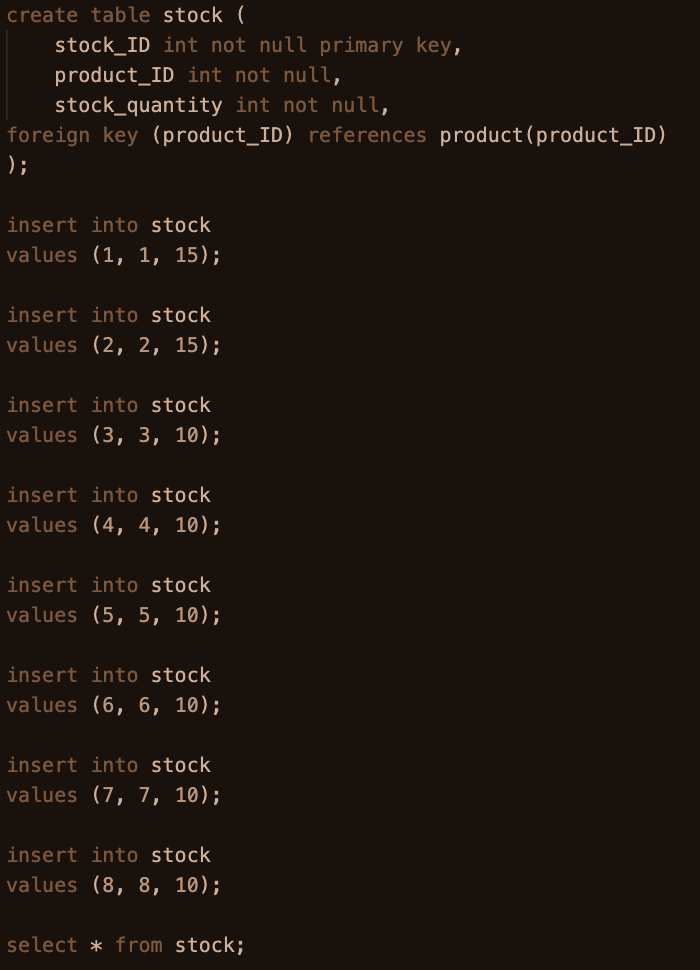 create table stock (
    stock_ID int not null primary key,
    product_ID int not null,
    stock_quantity int not null,
foreign key (product_ID) references product(product_ID)
);

insert into stock
values (1, 1, 15);

insert into stock
values (2, 2, 15);

insert into stock
values (3, 3, 10);

insert into stock
values (4, 4, 10);

insert into stock
values (5, 5, 10);

insert into stock
values (6, 6, 10);

insert into stock
values (7, 7, 10);

insert into stock
values (8, 8, 10);

select * from stock;